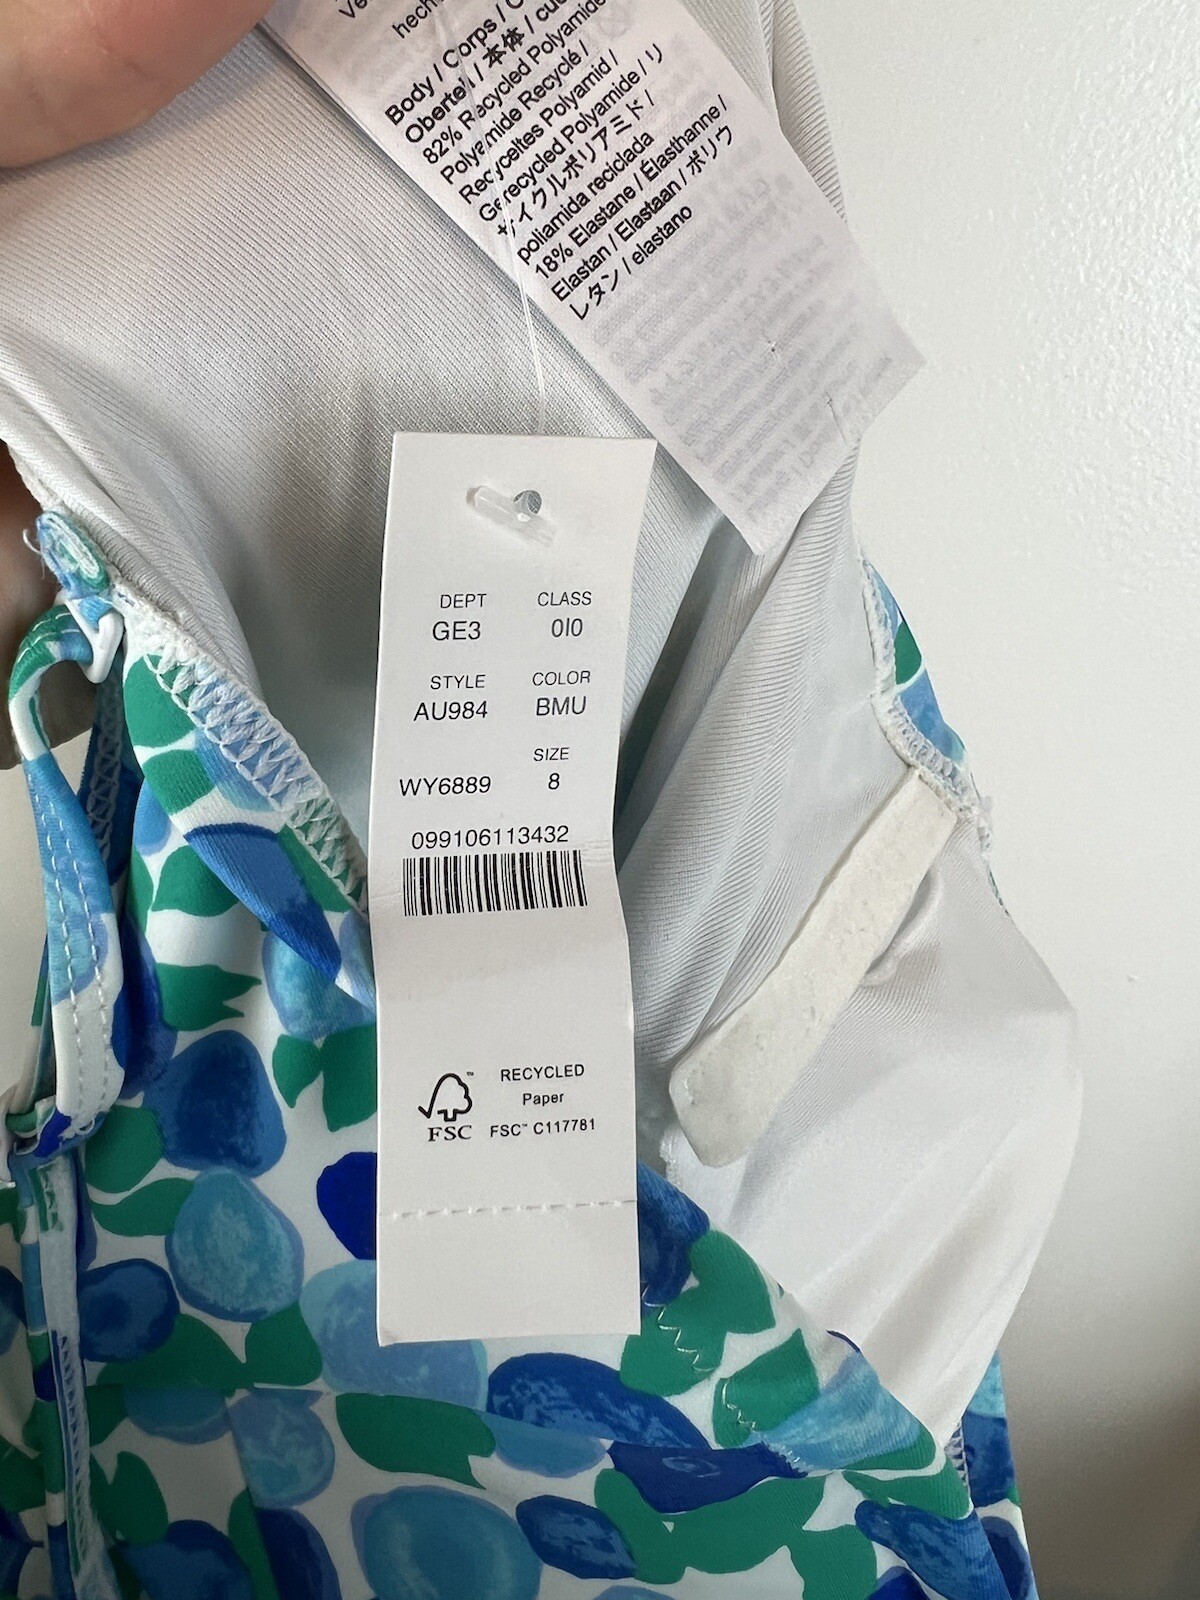 Body / Corps /
Oberteil / 本体 /
82% Recycled Polyamide
Polyamide Recyclé /
Recyceltes Polyamid /
Gerecycled Polyamide / リ
サイクルポリアミド /
poliamida reciclada
18% Elastane / Élasthanne /
Elastan / Elastaan / ポリウ
レタン / elastano
DEPT CLASS
GE3 010
STYLE COLOR
AU984 BMU
SIZE
WY6889 8
099106113432
RECYCLED
Paper
FSC FSC™ C117781